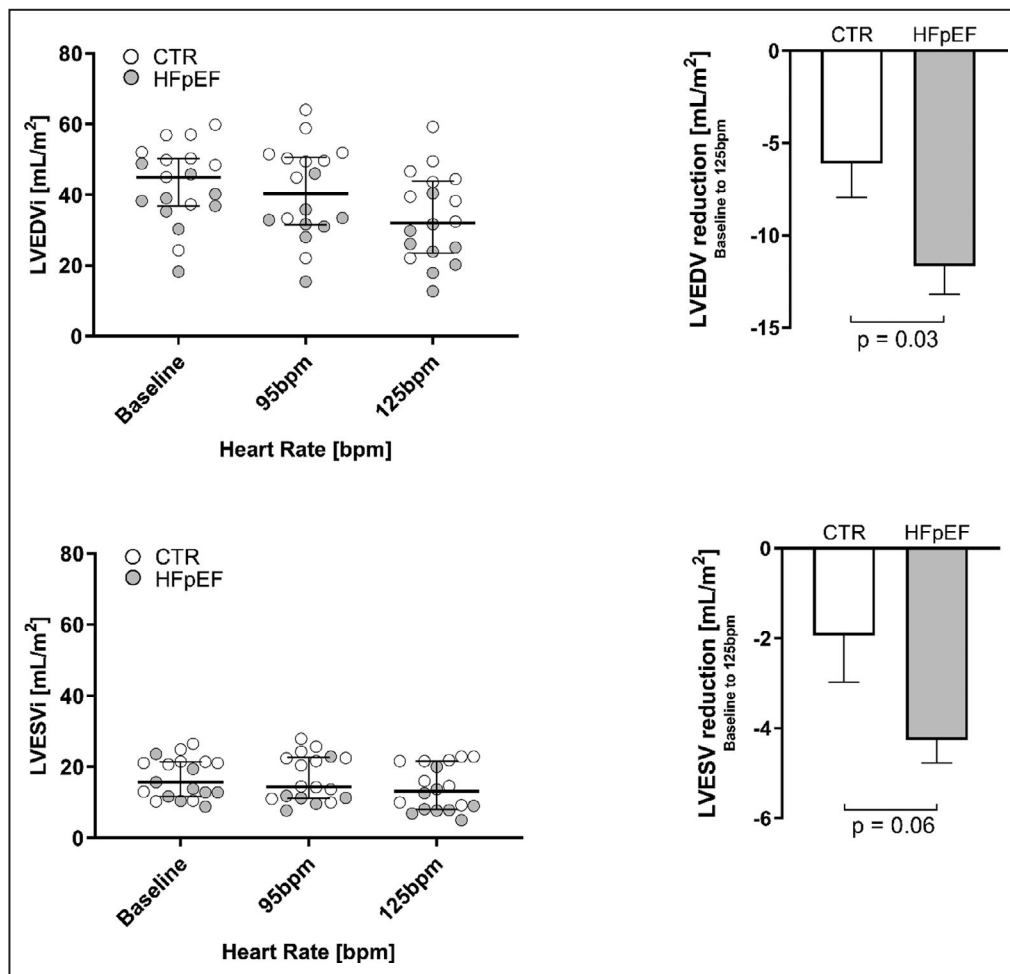 80
60
40
20
0
LVEDVi [mL/m²]
CTR
HFpEF
Baseline
95bpm
125bpm
Heart Rate [bpm]
CTR
HFpEF
0
-5
-10
-15
LVEDV reduction [mL/m²]
Baseline to 125bpm
p = 0.03
80
60
40
20
0
LVESVi [mL/m²]
CTR
HFpEF
Baseline
95bpm
125bpm
Heart Rate [bpm]
CTR
HFpEF
0
-2
-4
-6
LVESV reduction [mL/m²]
Baseline to 125bpm
p = 0.06